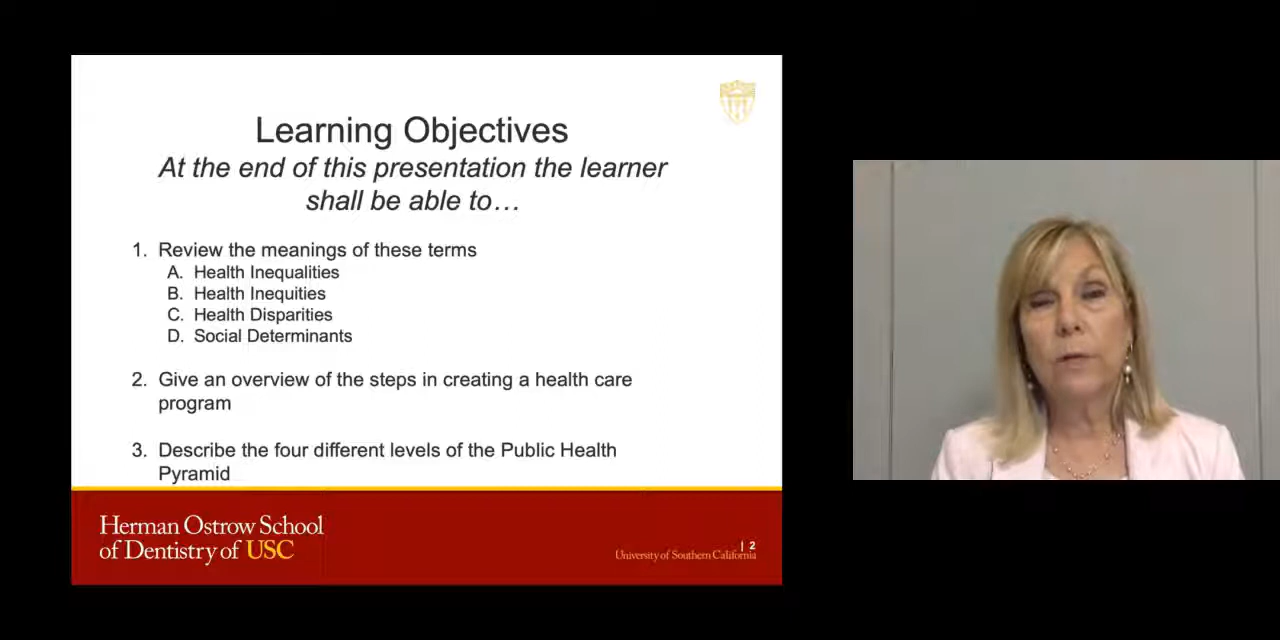 Learning Objectives
At the end of this presentation the learner
shall be able to…
1. Review the meanings of these terms
A. Health Inequalities
B. Health Inequities
C. Health Disparities
D. Social Determinants
2. Give an overview of the steps in creating a health care
program
3. Describe the four different levels of the Public Health
Pyramid
Herman Ostrow School
of Dentistry of USC
| 2
University of Southern California